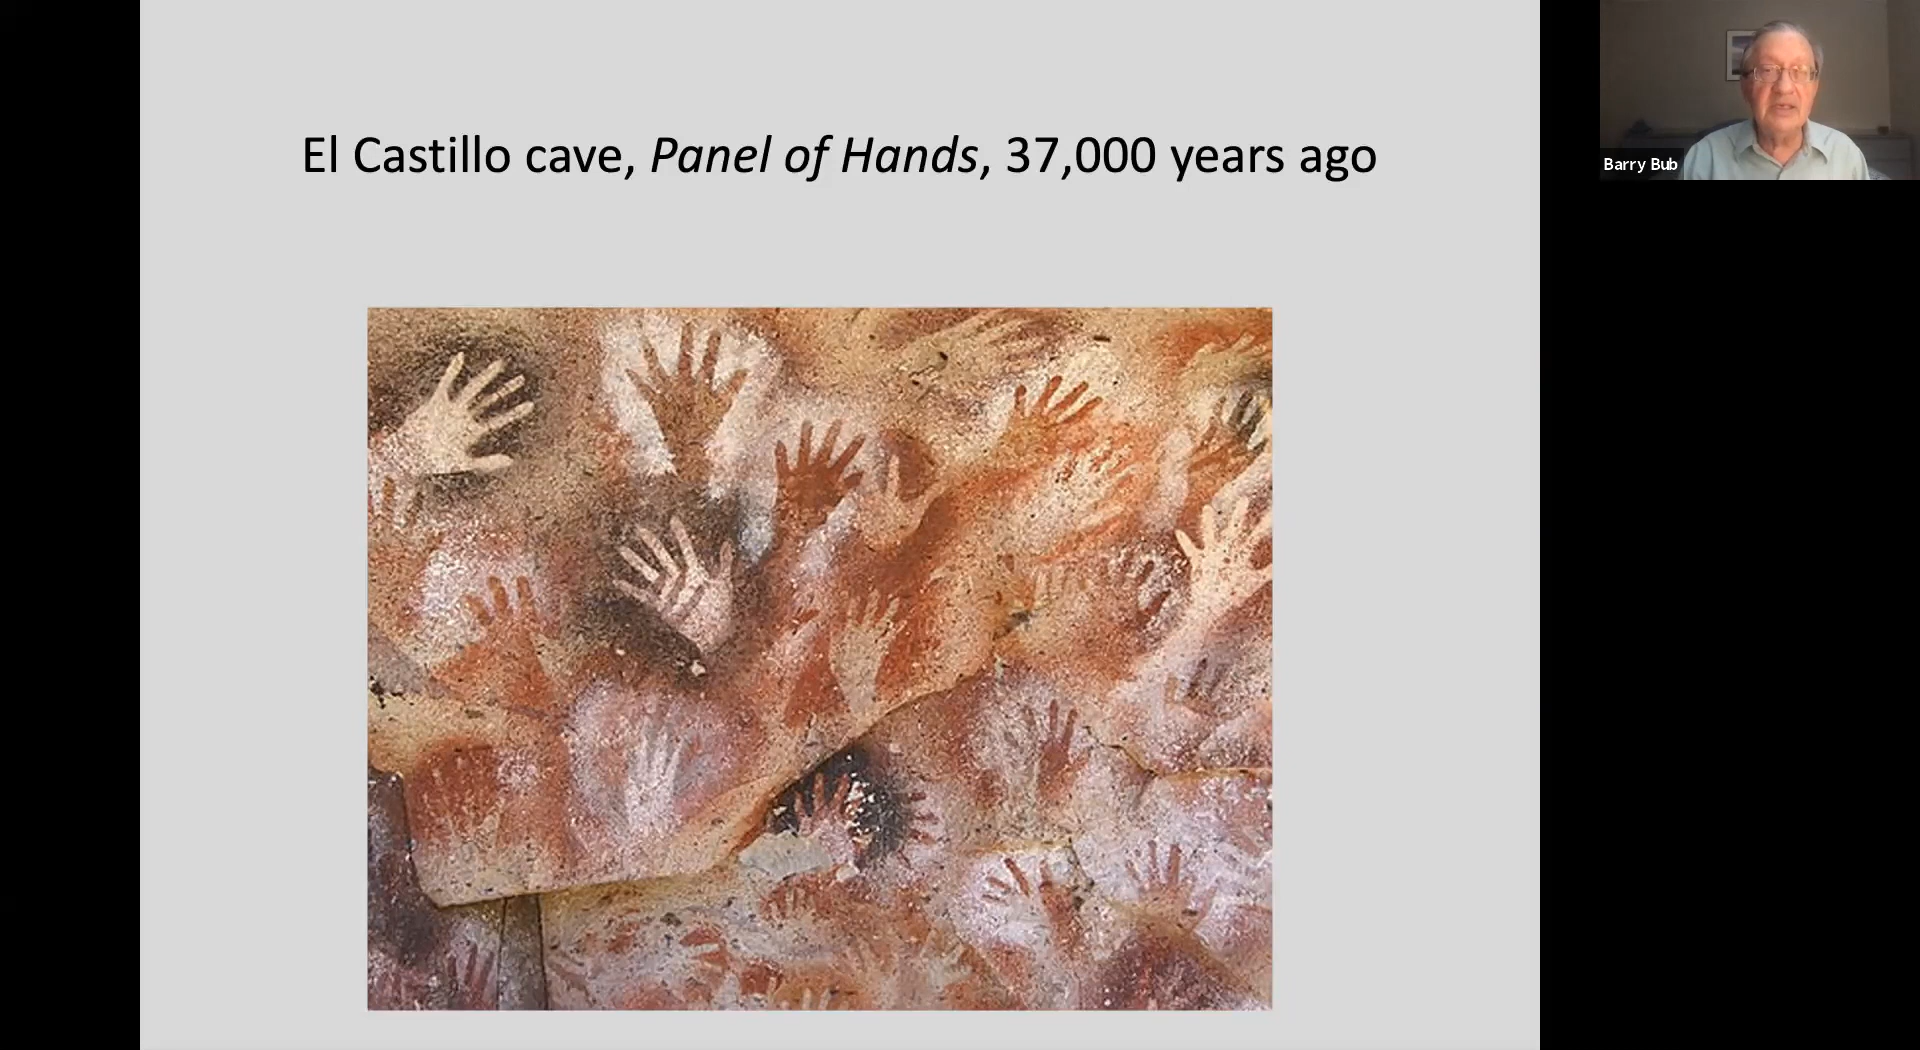 El Castillo cave, Panel of Hands, 37,000 years ago
Barry Bub